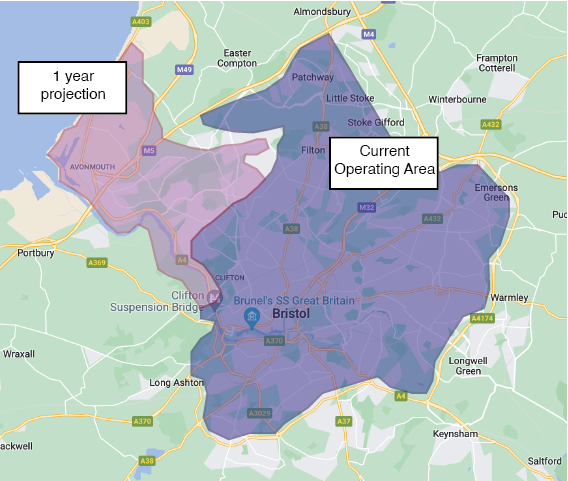 Almondsbury
A403
M4
Easter
Compton
Frampton
Cotterell
M49
1 year
projection
Patchway
Little Stoke
Winterbourne
Stoke Gifford
A432
A38
M5
Filton
Current
Operating Area
AVONMOUTH
Emersons
Green
M32
A432
Puc
A38
Portbury
A369
A4
CLIFTON
Clifton
Suspension Bridge
Brunel's SS Great Britain
Bristol
Warmley
A4174
A370
Wraxall
Longwell
Green
Long Ashton
A4
A3029
A370
A37
Keynsham
ackwell
A38
Saltford